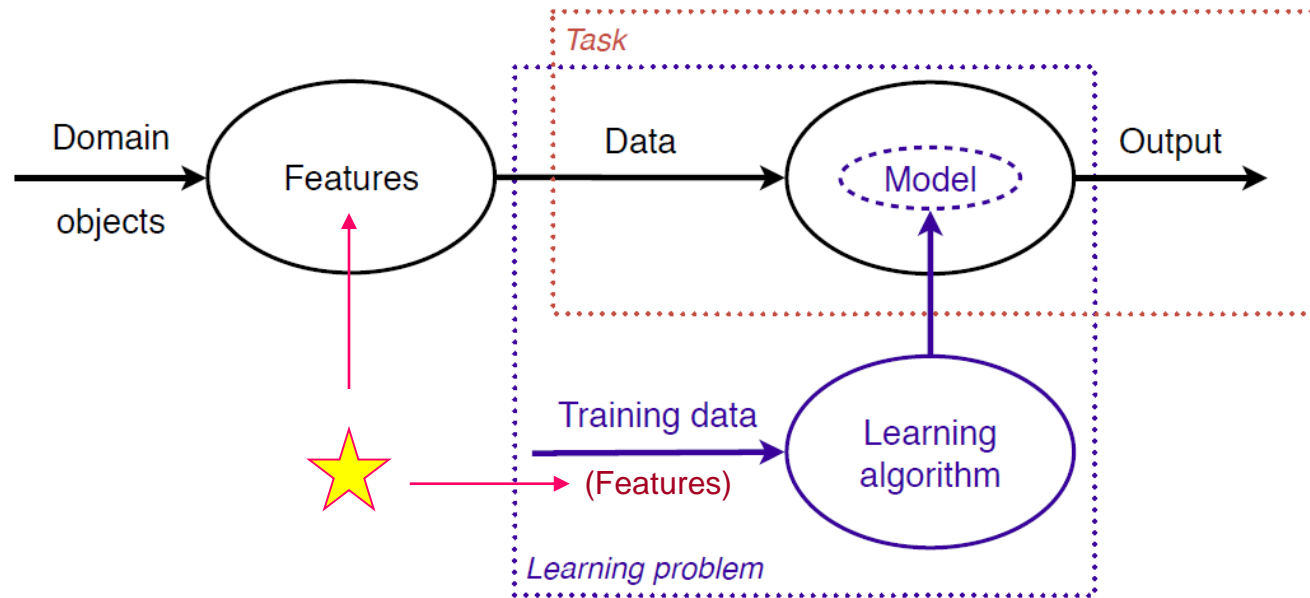 Task
Domain
objects
Features
Data
Model
Output
Training data
(Features)
Learning
algorithm
Learning problem